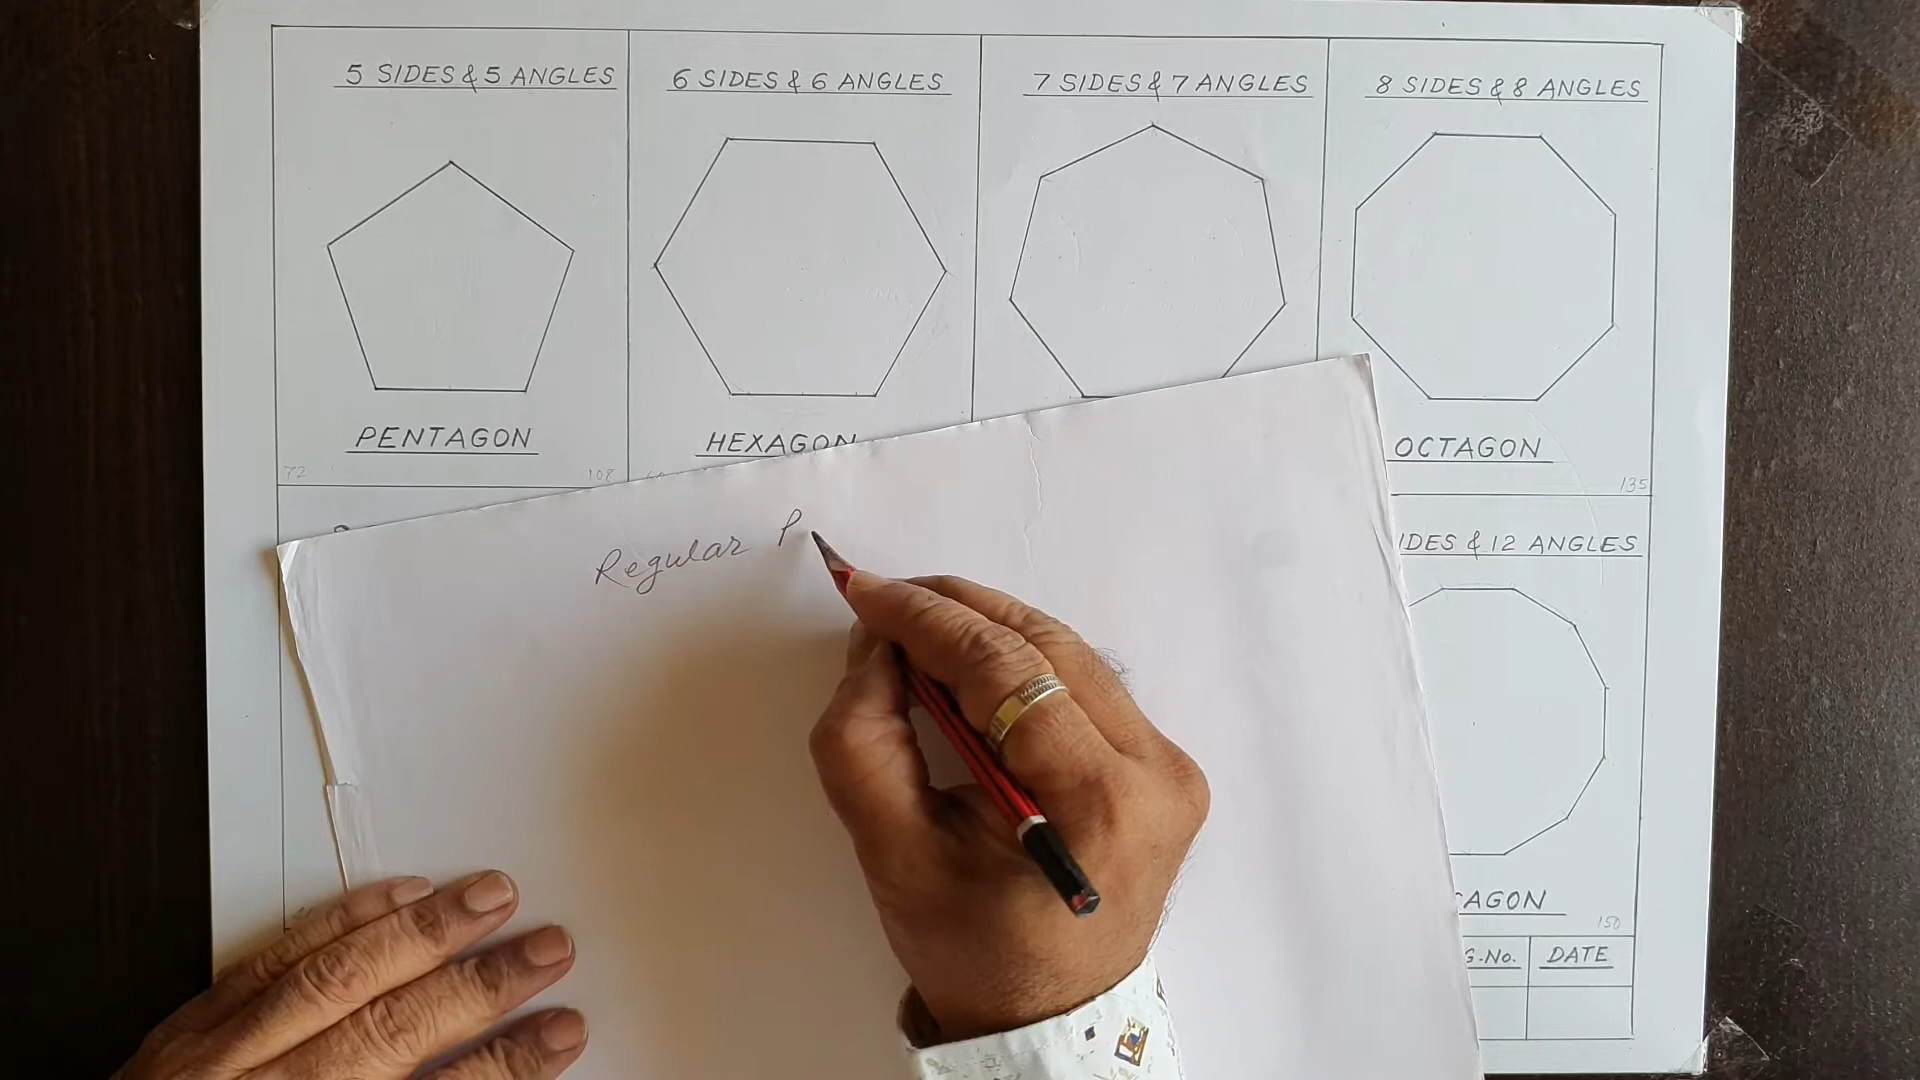 5 SIDES & 5 ANGLES
6 SIDES & 6 ANGLES
7 SIDES & 7 ANGLES
8 SIDES & 8 ANGLES
PENTAGON
HEXAGON
OCTAGON
72
108
135
Regular P
IDES & 12 ANGLES
AGON
150
G.No.
DATE